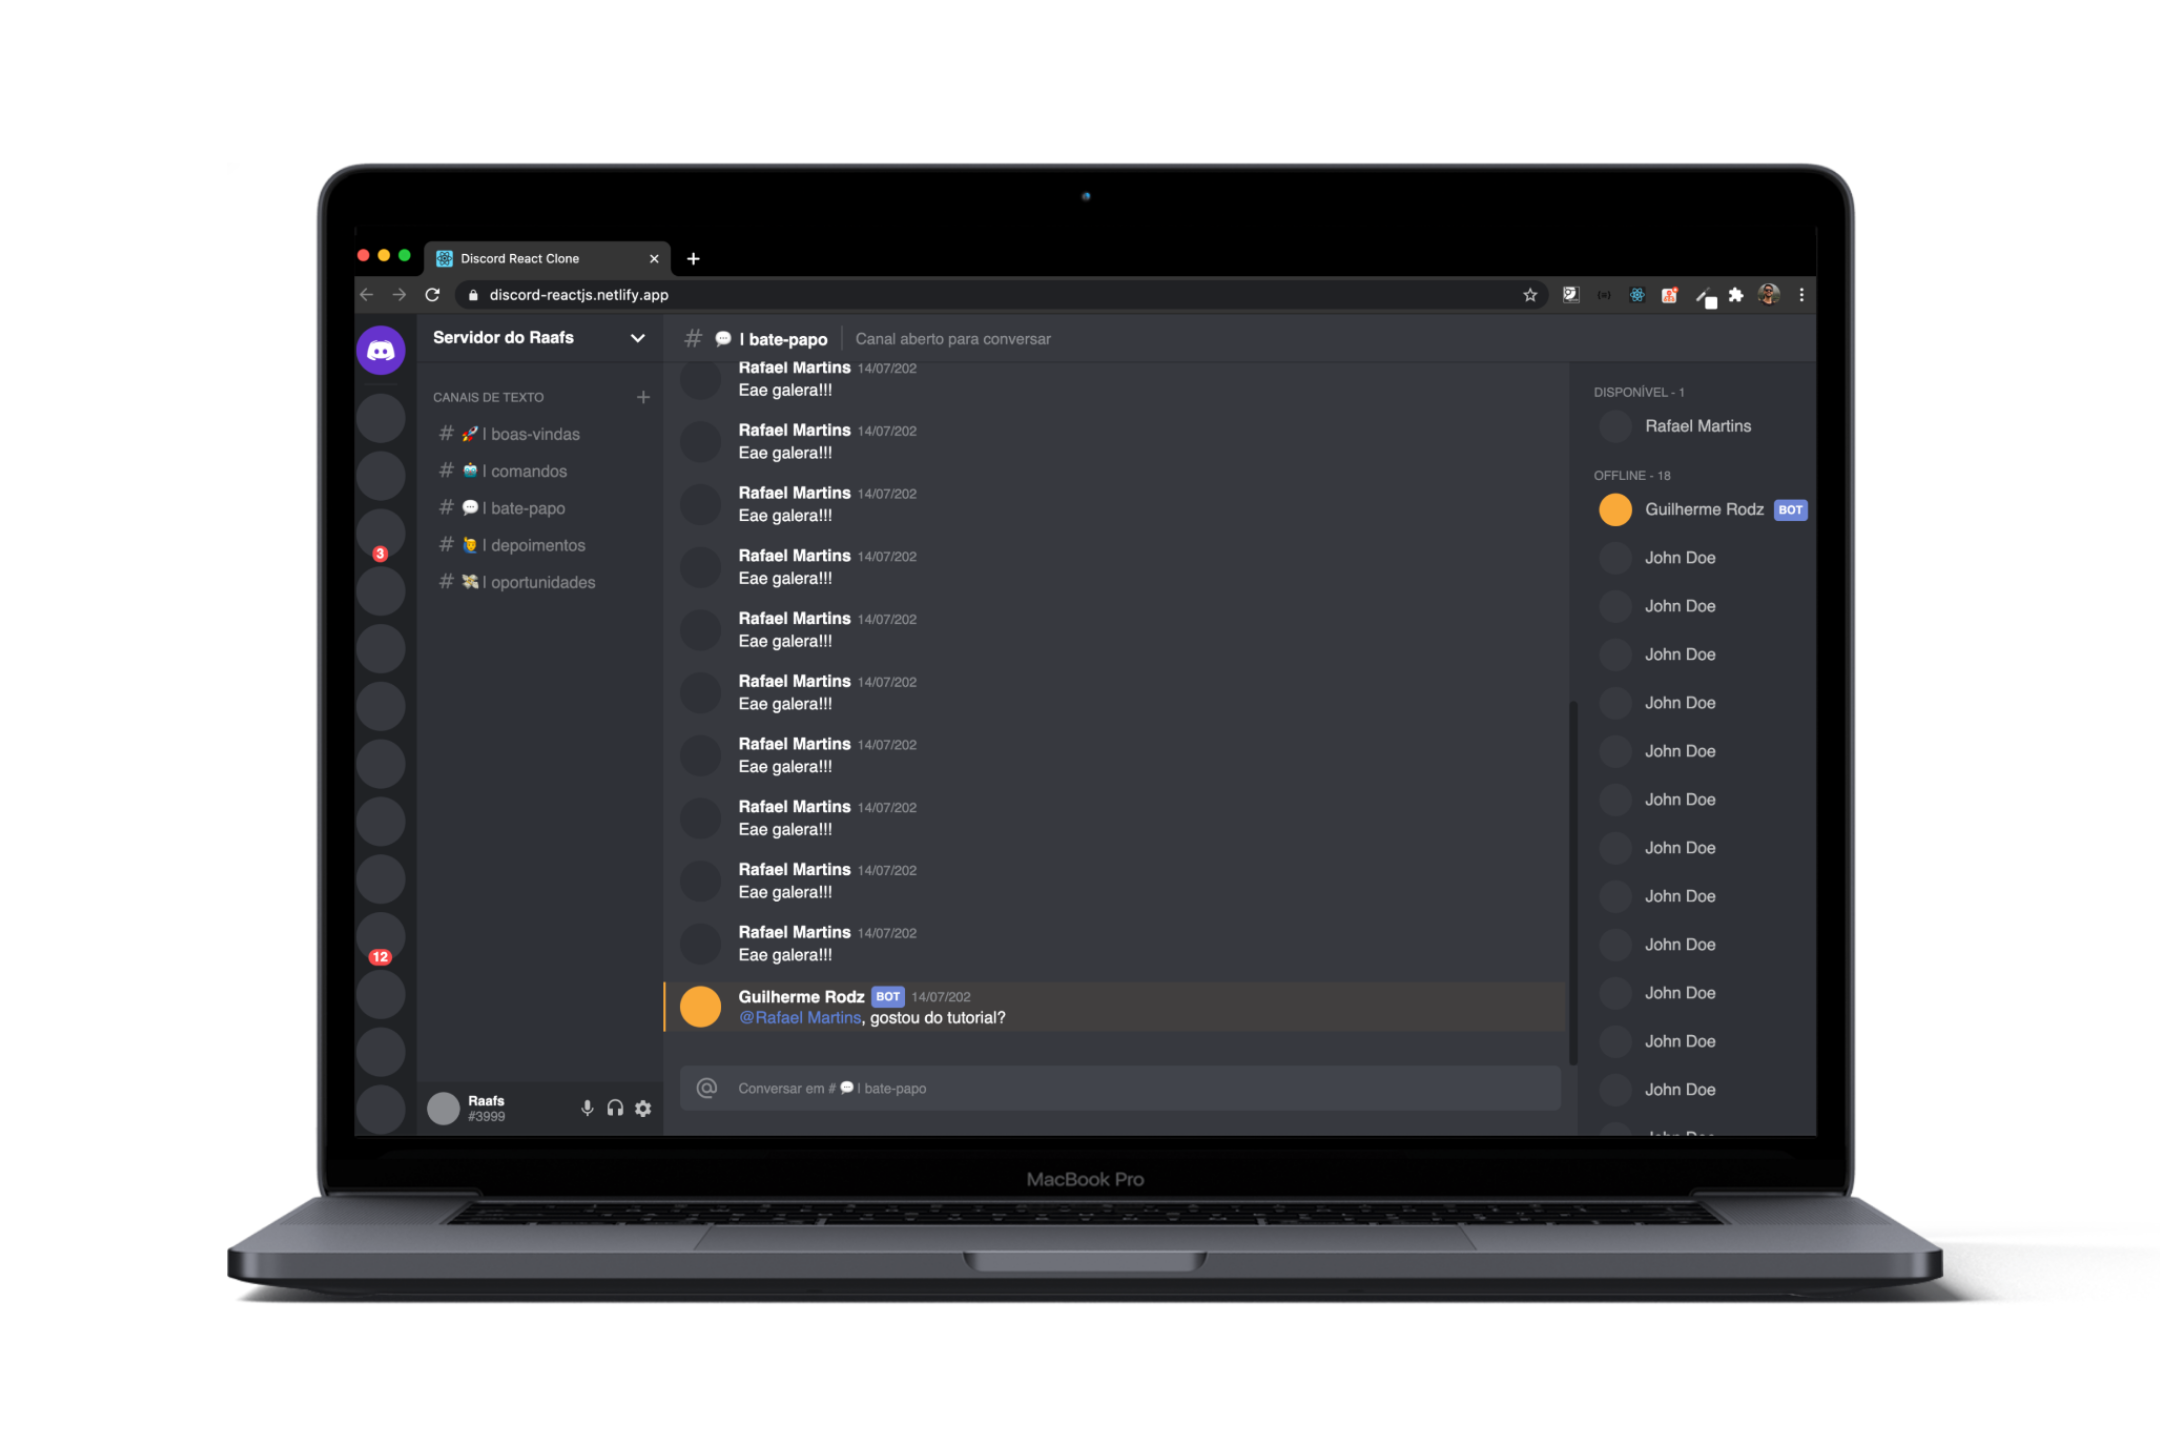 Discord React Clone
discord-reactjs.netlify.app
Servidor do Raafs
CANAIS DE TEXTO
# 🚀 | boas-vindas
# 🤖 | comandos
# 💬 | bate-papo
# 🙋 | depoimentos
# 💸 | oportunidades
Raafs
#3999
3
12
# 💬 | bate-papo
Canal aberto para conversar
Rafael Martins 14/07/202
Eae galera!!!
Rafael Martins 14/07/202
Eae galera!!!
Rafael Martins 14/07/202
Eae galera!!!
Rafael Martins 14/07/202
Eae galera!!!
Rafael Martins 14/07/202
Eae galera!!!
Rafael Martins 14/07/202
Eae galera!!!
Rafael Martins 14/07/202
Eae galera!!!
Rafael Martins 14/07/202
Eae galera!!!
Rafael Martins 14/07/202
Eae galera!!!
Rafael Martins 14/07/202
Eae galera!!!
Guilherme Rodz BOT 14/07/202
@Rafael Martins, gostou do tutorial?
@ Conversar em # 💬 | bate-papo
DISPONÍVEL - 1
Rafael Martins
OFFLINE - 18
Guilherme Rodz BOT
John Doe
John Doe
John Doe
John Doe
John Doe
John Doe
John Doe
John Doe
John Doe
John Doe
John Doe
John Doe
MacBook Pro